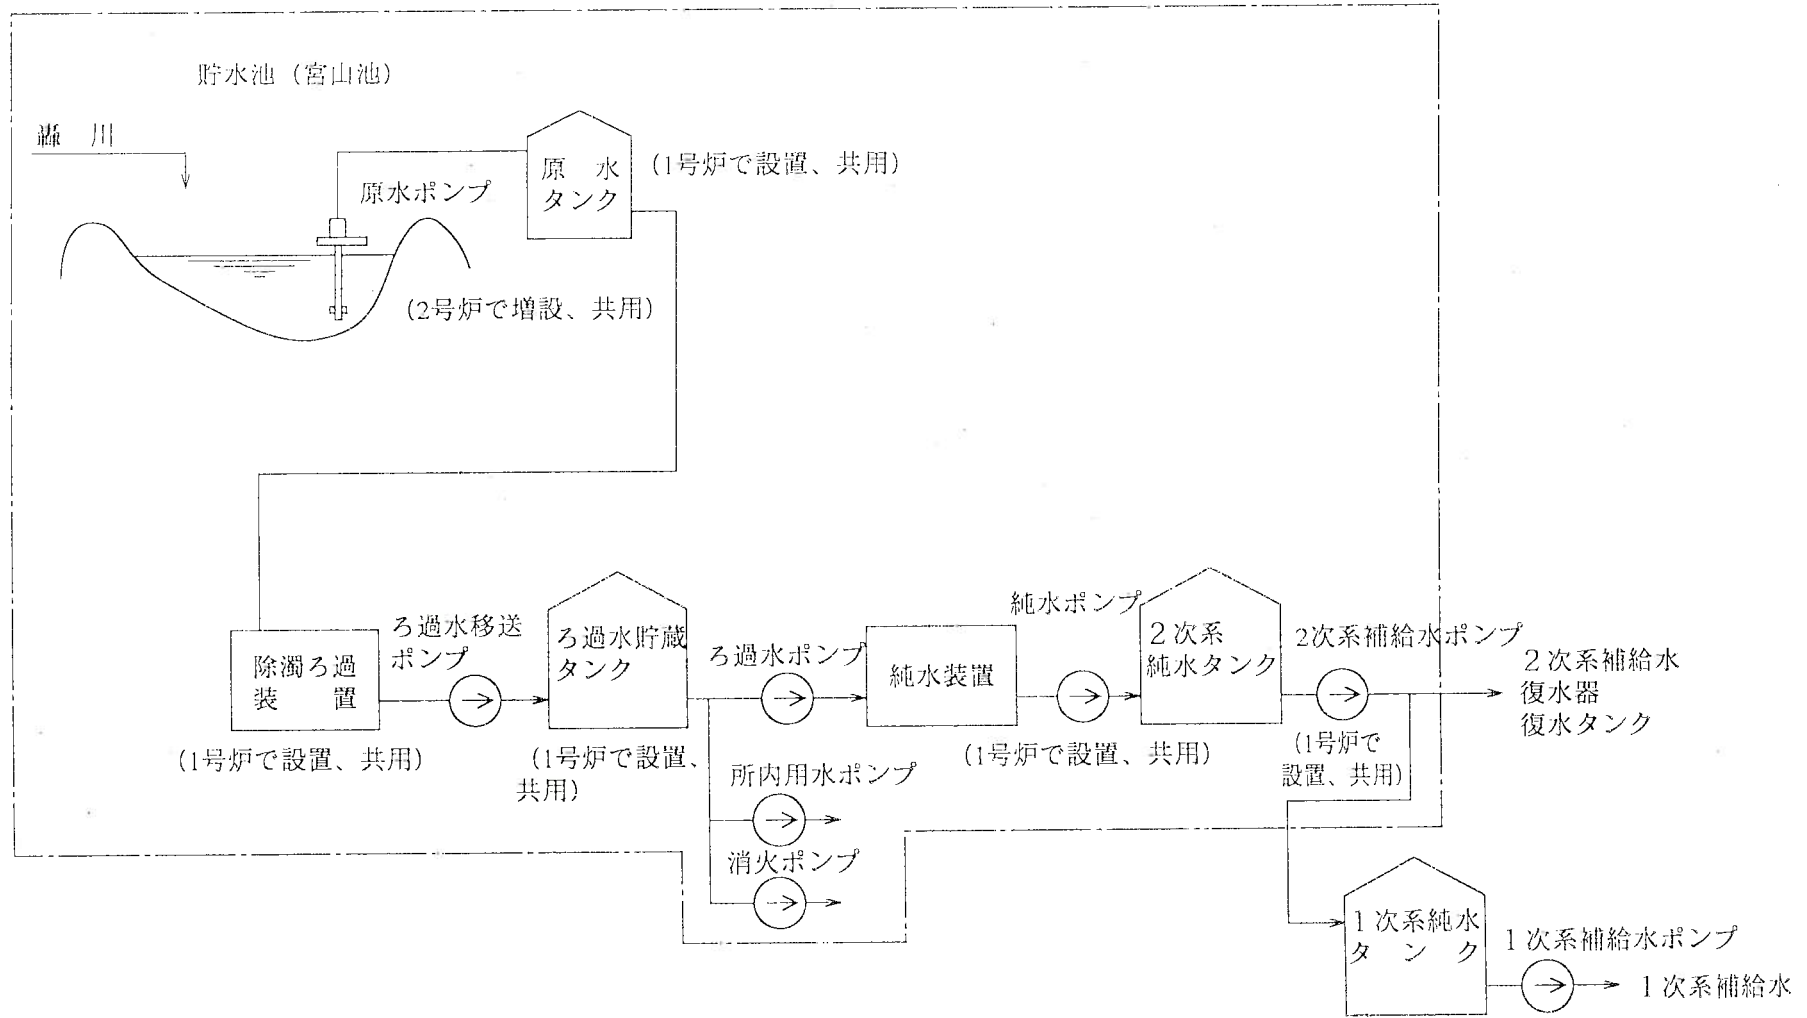 貯水池（宮山池）
轟　川
原　水
タンク
（1号炉で設置、共用）
原水ポンプ
（2号炉で増設、共用）
除濁ろ過
装　　置
（1号炉で設置、共用）
ろ過水移送
ポンプ
ろ過水貯蔵
タンク
（1号炉で設置、
共用）
ろ過水ポンプ
所内用水ポンプ
消火ポンプ
純水装置
（1号炉で設置、共用）
純水ポンプ
２次系
純水タンク
2次系補給水ポンプ
（1号炉で
設置、共用）
２次系補給水
復水器
復水タンク
１次系純水
タ　ン　ク
１次系補給水ポンプ
１次系補給水